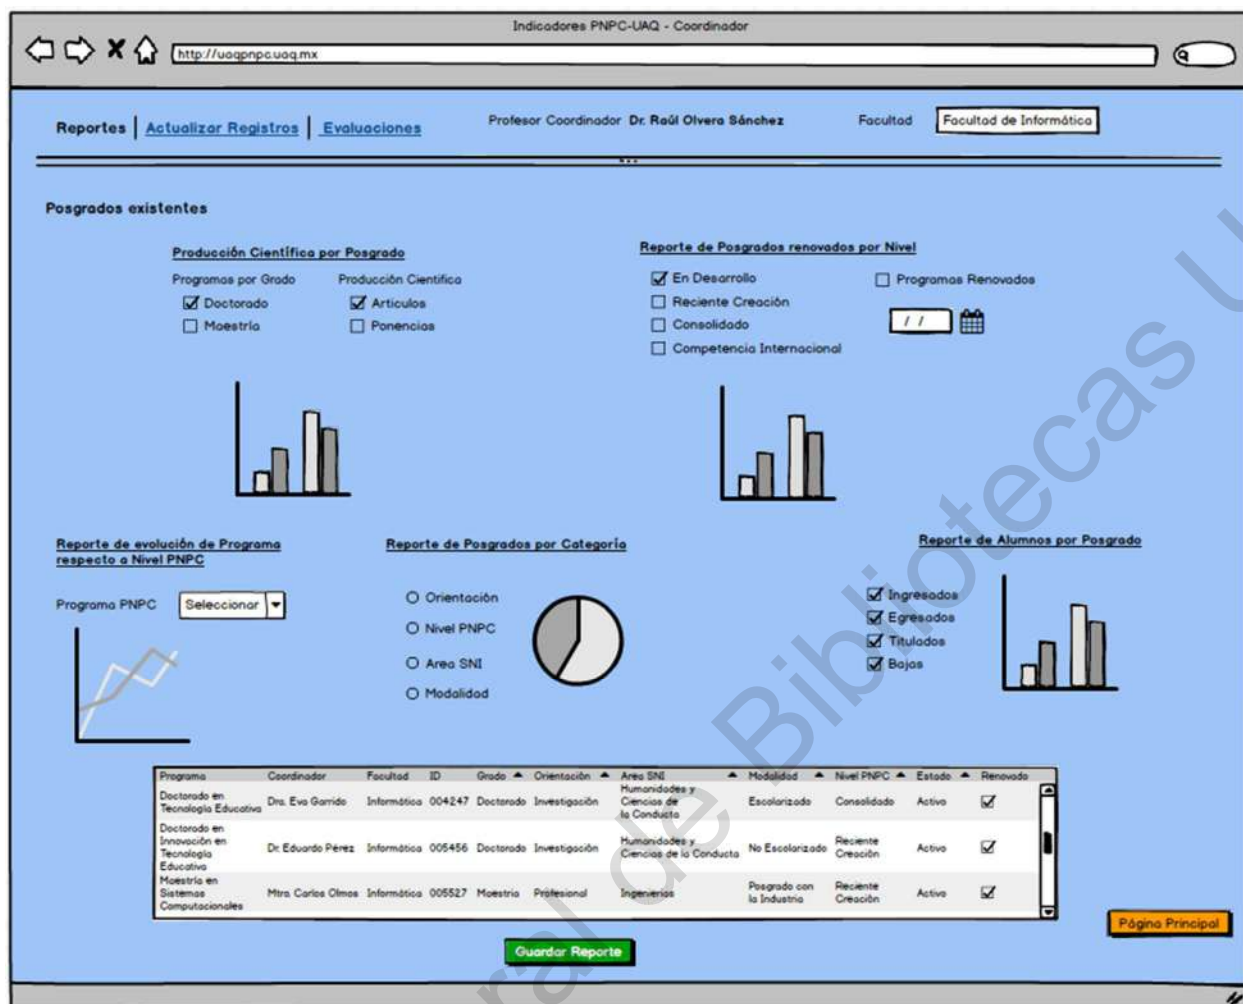 Indicadores PNPC-UAQ - Coordinador
http://uaqpnpc.uaq.mx
Reportes | Actualizar Registros | Evaluaciones
Profesor Coordinador Dr. Raúl Olvera Sánchez
Facultad Facultad de Informática
Posgrados existentes
Producción Científica por Posgrado
Programas por Grado Producción Cientifica
Doctorado Articulos
Maestría Ponencias
Reporte de Posgrados renovados por Nivel
En Desarrollo Programas Renovados
Reciente Creación
Consolidado / /
Competencia Internacional
Reporte de evolución de Programa
respecto a Nivel PNPC
Programa PNPC Seleccionar
Reporte de Posgrados por Categoría
Orientación
Nivel PNPC
Area SNI
Modalidad
Reporte de Alumnos por Posgrado
Ingresados
Egresados
Titulados
Bajas
Programa Coordinador Facultad ID Grado Orientación Area SNI Modalidad Nivel PNPC Estado Renovado
Doctorado en
Tecnología Educativa Dra. Eva Garrido Informática 004247 Doctorado Investigación Humanidades y
Ciencias de
la Conducta Escolarizado Consolidado Activo
Doctorado en
Innovación en
Tecnología
Educativa Dr. Eduardo Pérez Informática 005456 Doctorado Investigación Humanidades y
Ciencias de la Conducta No Escolarizado Reciente
Creación Activo
Maestría en
Sistemas
Computacionales Mtro. Carlos Olmos Informática 005527 Maestria Profesional Ingenierías Posgrado con
la Industria Reciente
Creación Activo
Guardar Reporte
Página Principal
ral de Bibliotecas U